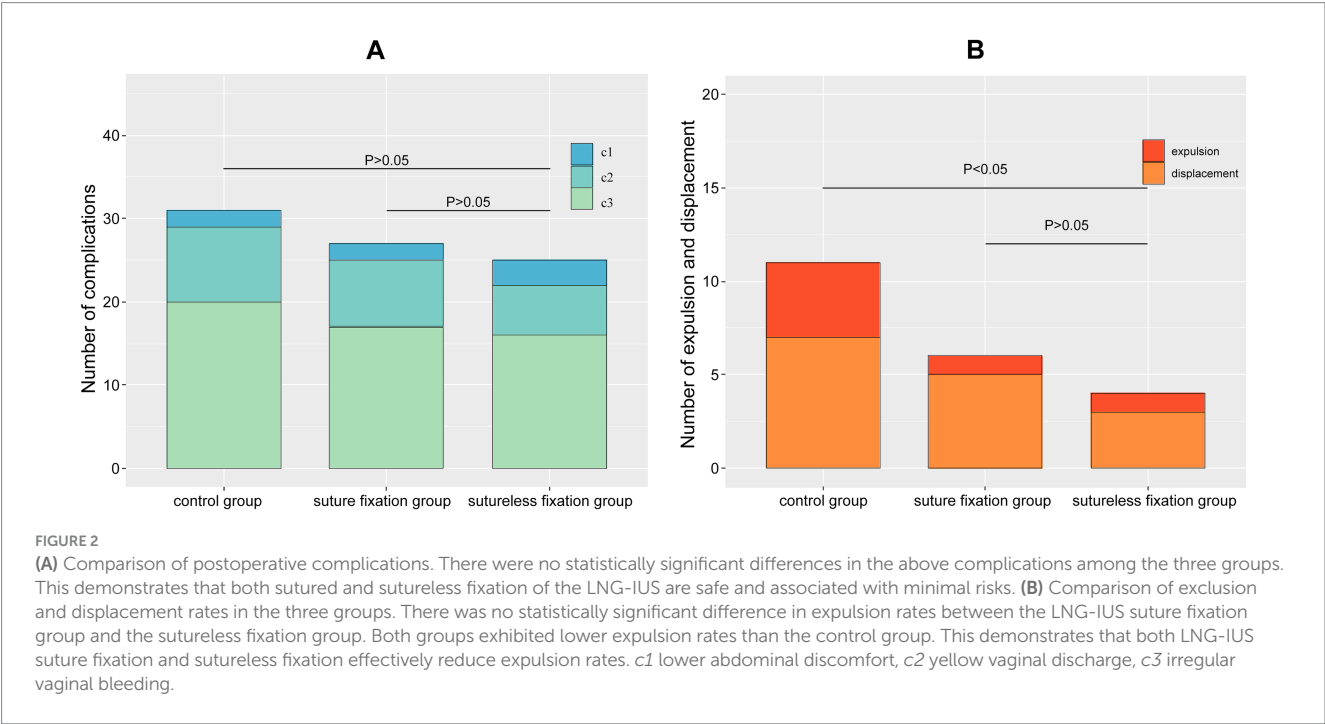 A
Number of complications
40
30
20
10
0
P>0.05
P>0.05
c1
c2
c3
control group
suture fixation group
sutureless fixation group
B
Number of expulsion and displacement
20
15
10
5
0
P<0.05
P>0.05
expulsion
displacement
control group
suture fixation group
sutureless fixation group
FIGURE 2
(A) Comparison of postoperative complications. There were no statistically significant differences in the above complications among the three groups.
This demonstrates that both sutured and sutureless fixation of the LNG-IUS are safe and associated with minimal risks. (B) Comparison of exclusion
and displacement rates in the three groups. There was no statistically significant difference in expulsion rates between the LNG-IUS suture fixation
group and the sutureless fixation group. Both groups exhibited lower expulsion rates than the control group. This demonstrates that both LNG-IUS
suture fixation and sutureless fixation effectively reduce expulsion rates. c1 lower abdominal discomfort, c2 yellow vaginal discharge, c3 irregular
vaginal bleeding.